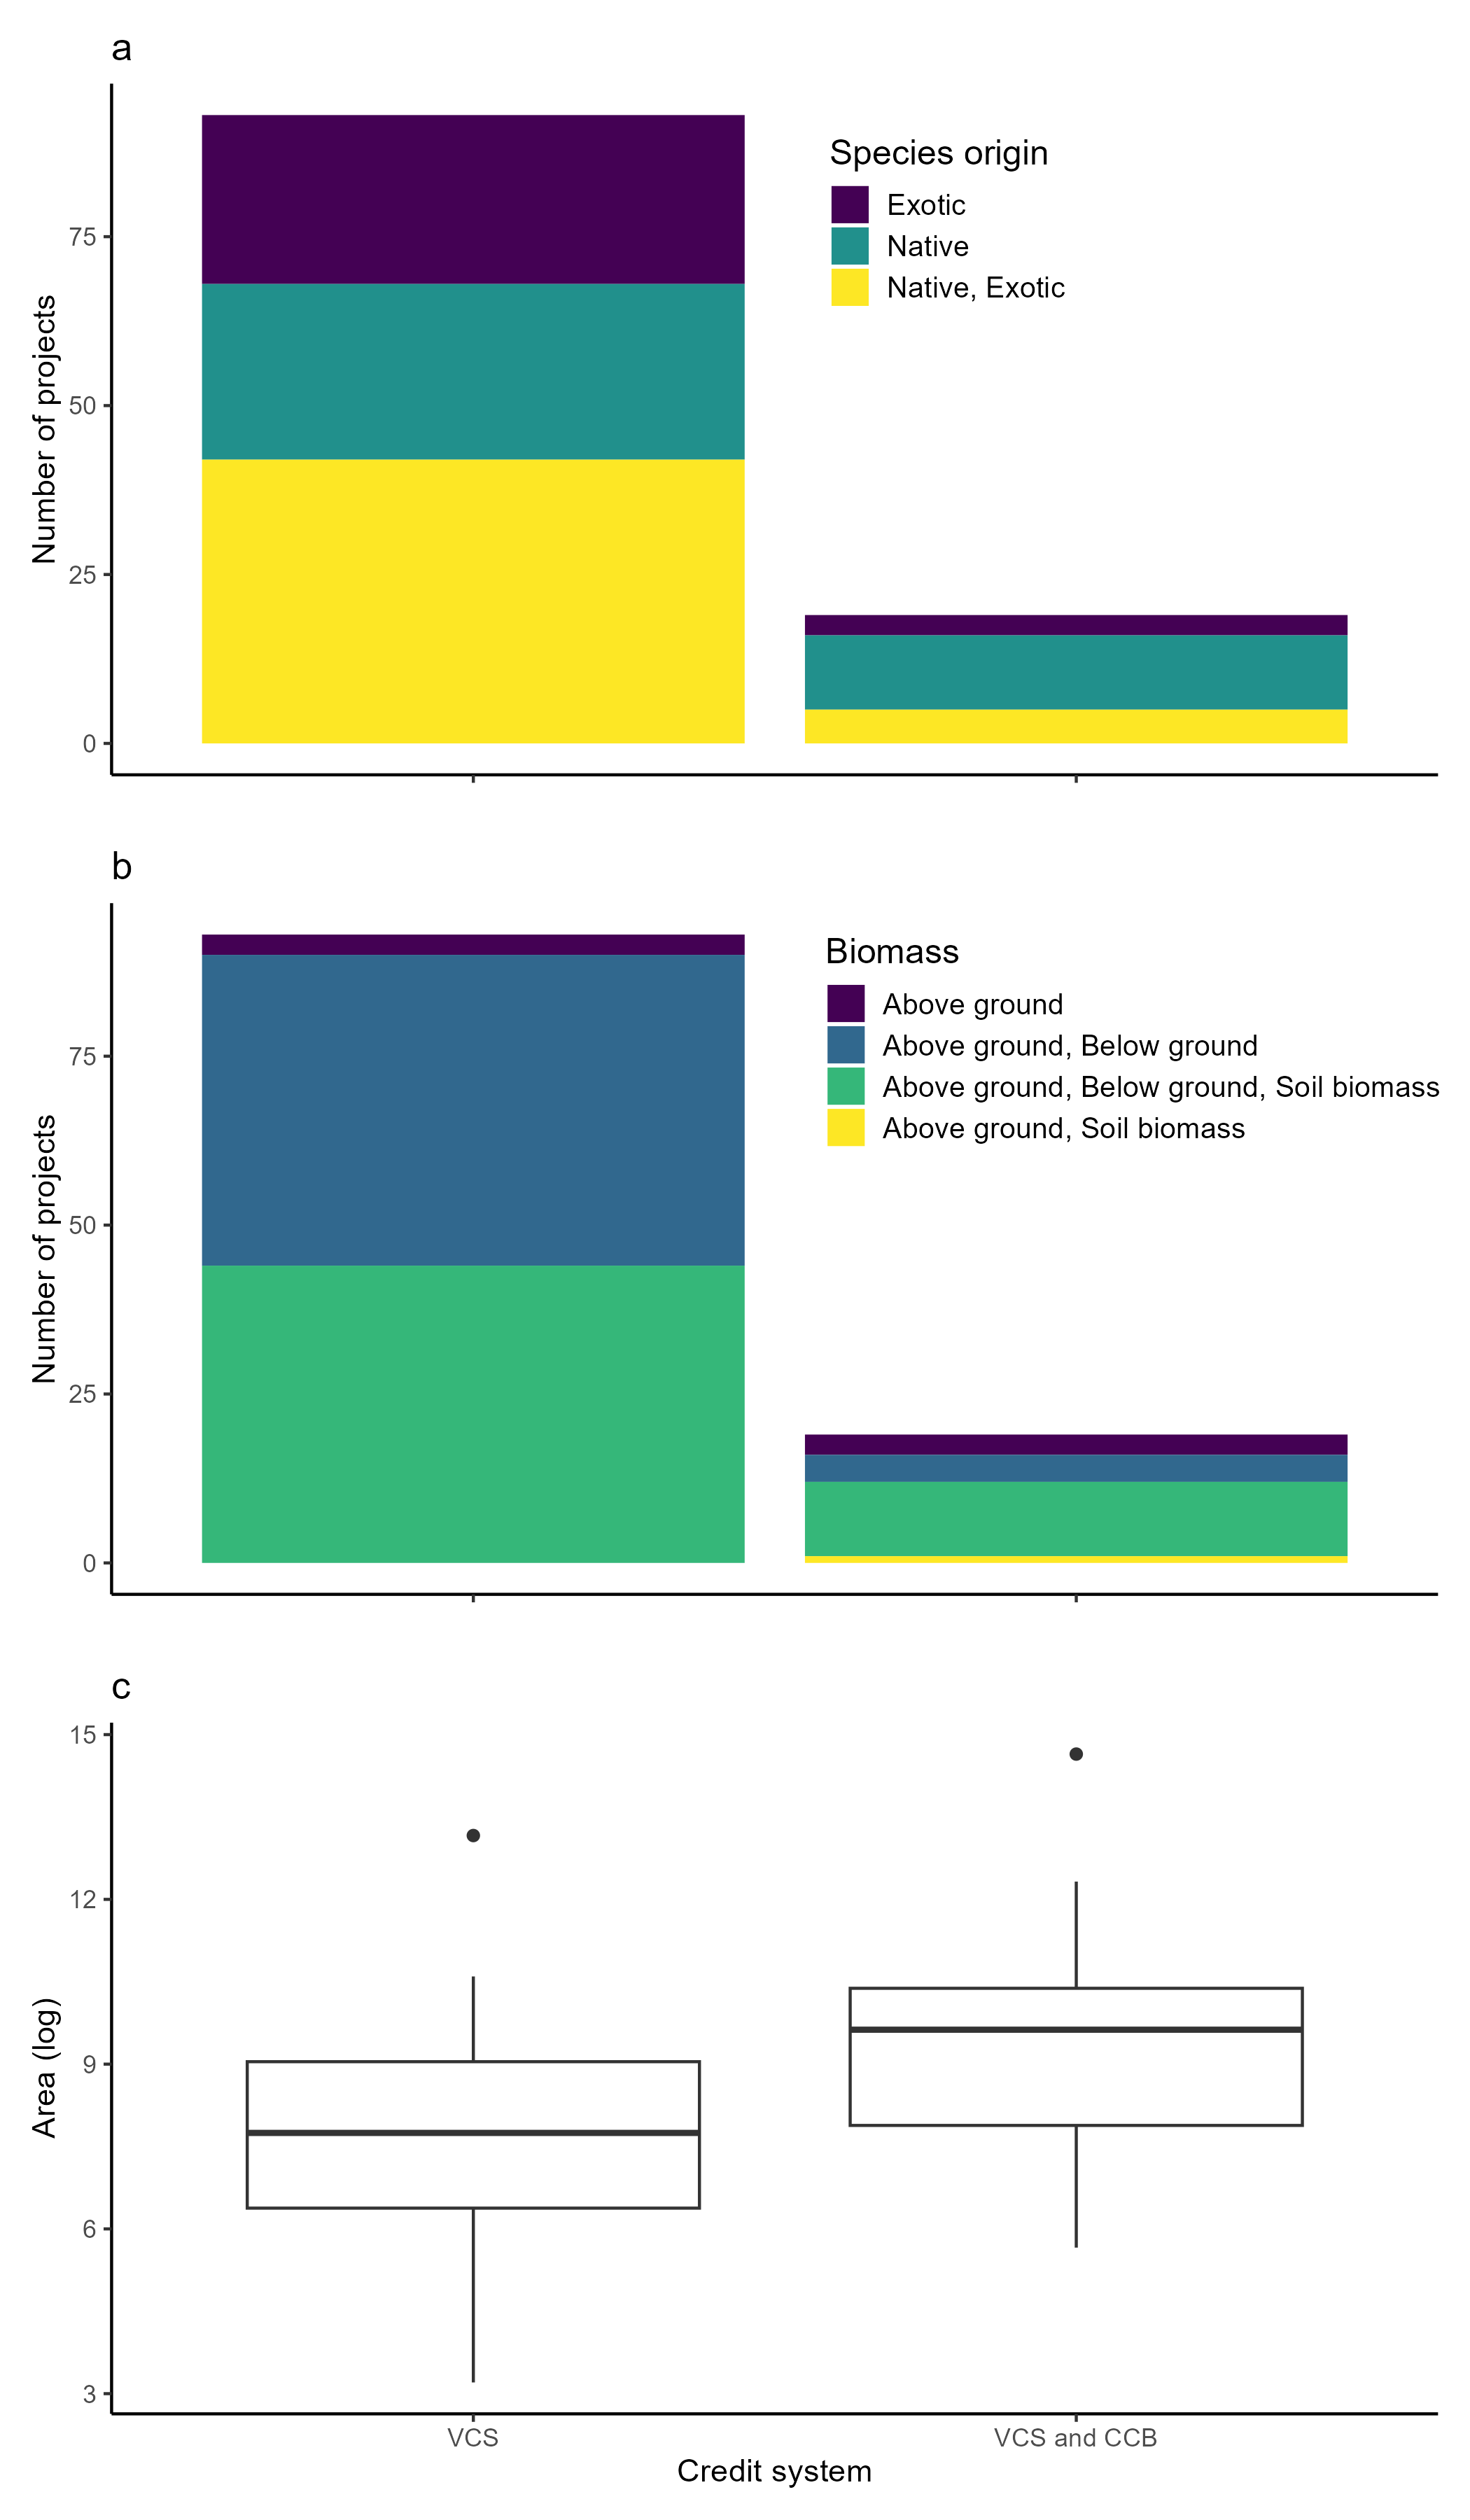 a
Number of projects
75
50
25
0
Species origin
Exotic
Native
Native, Exotic
b
Number of projects
75
50
25
0
Biomass
Above ground
Above ground, Below ground
Above ground, Below ground, Soil biomass
Above ground, Soil biomass
c
Area (log)
15
12
9
6
3
VCS
VCS and CCB
Credit system